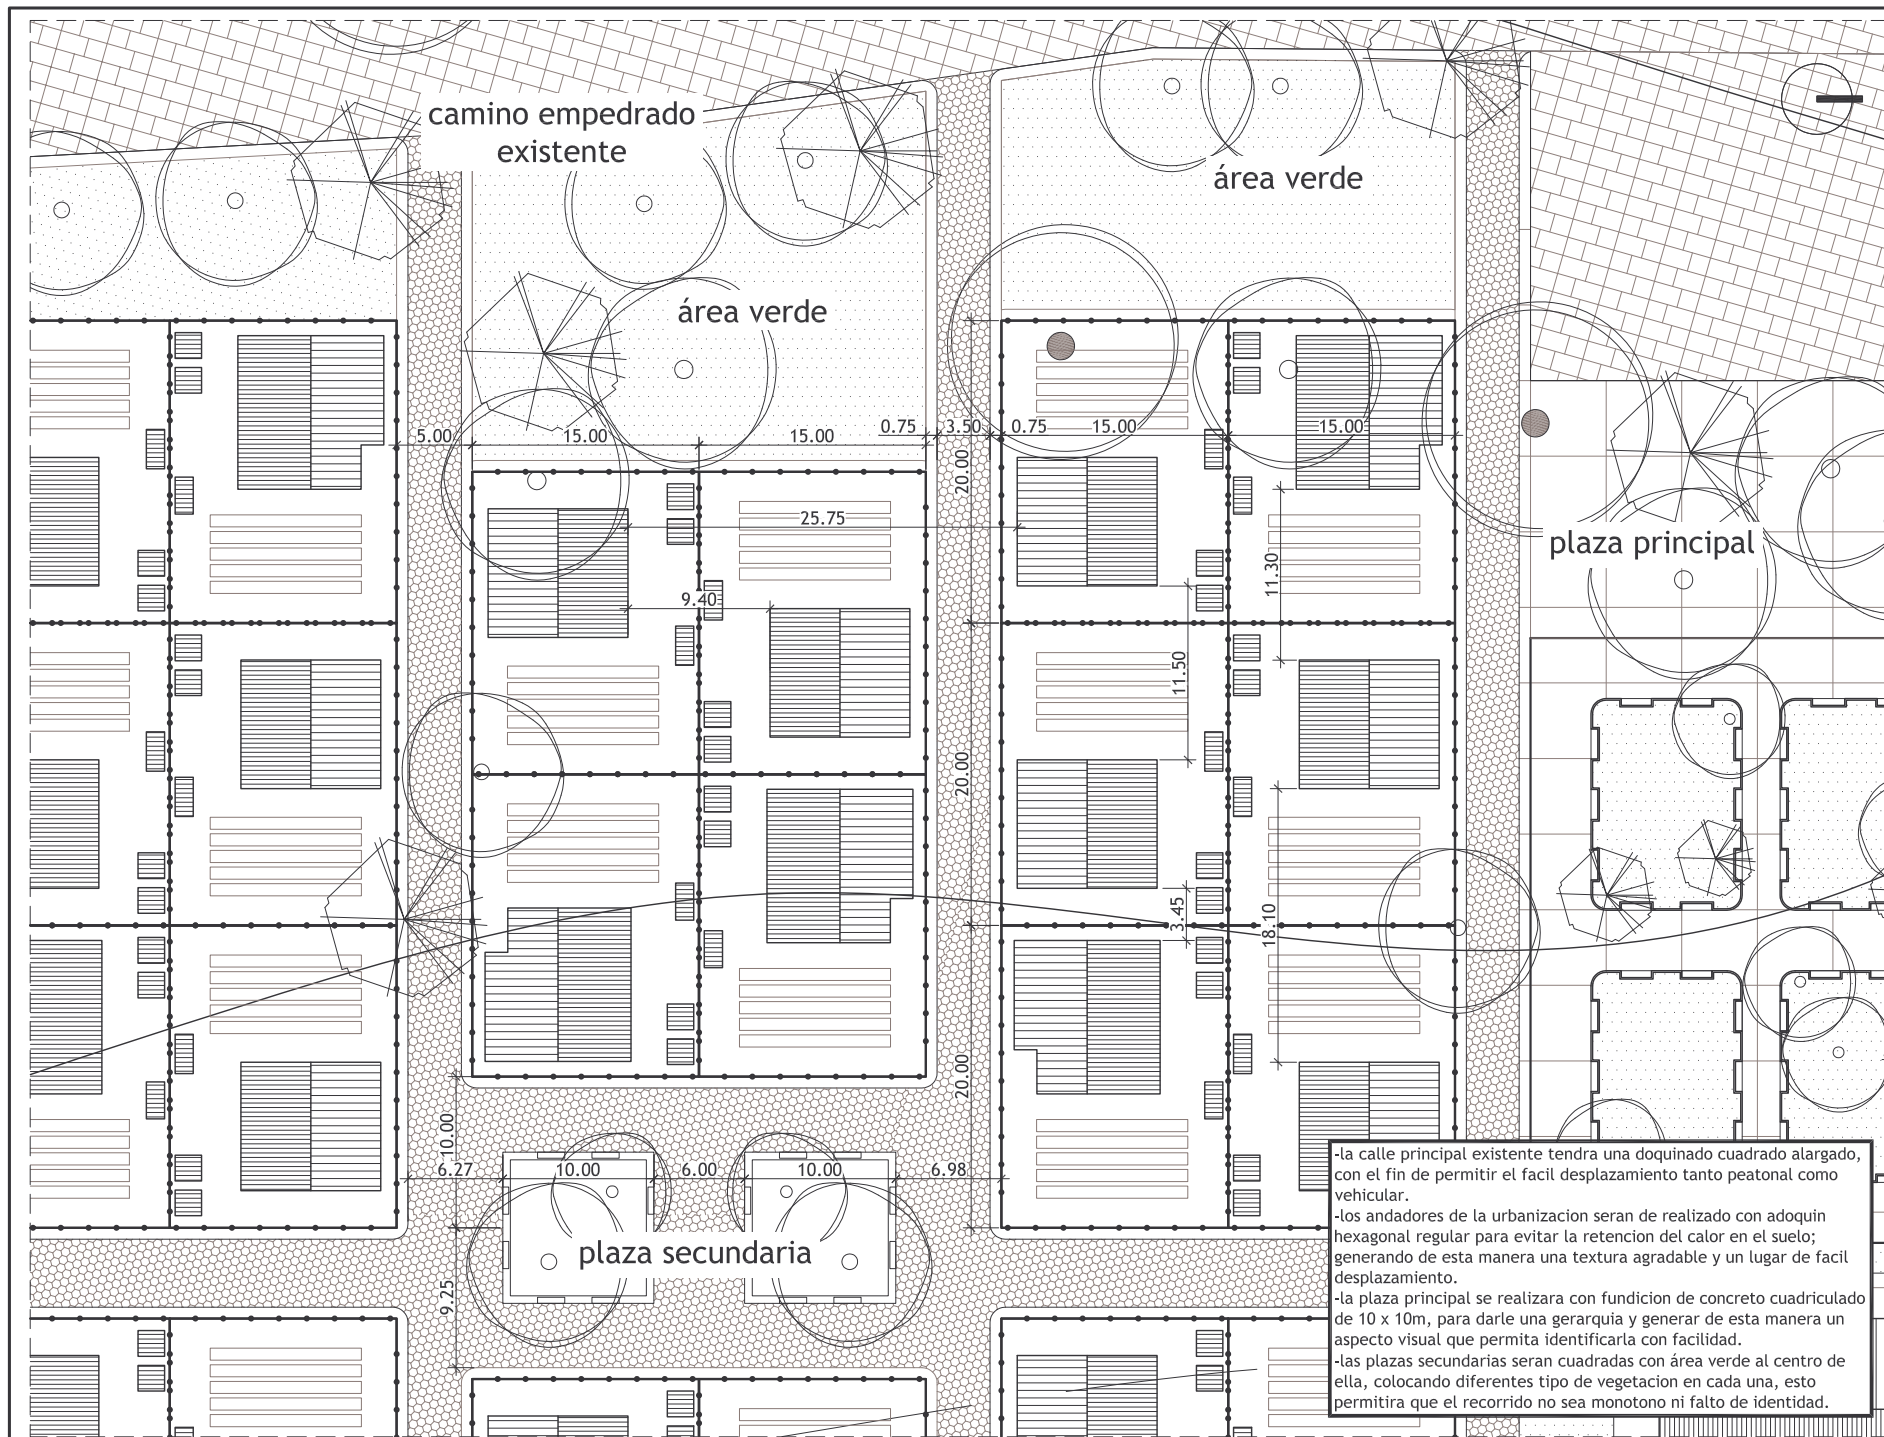 camino empedrado
existente
área verde
área verde
5.00
15.00
15.00
0.75
3.50
0.75
15.00
15.00
20.00
25.75
plaza principal
11.30
9.40
11.50
20.00
3.45
18.10
20.00
10.00
6.27
10.00
6.00
10.00
6.98
plaza secundaria
9.25
-la calle principal existente tendra una doquinado cuadrado alargado,
con el fin de permitir el facil desplazamiento tanto peatonal como
vehicular.
-los andadores de la urbanizacion seran de realizado con adoquin
hexagonal regular para evitar la retencion del calor en el suelo;
generando de esta manera una textura agradable y un lugar de facil
desplazamiento.
-la plaza principal se realizara con fundicion de concreto cuadriculado
de 10 x 10m, para darle una gerarquia y generar de esta manera un
aspecto visual que permita identificarla con facilidad.
-las plazas secundarias seran cuadradas con área verde al centro de
ella, colocando diferentes tipo de vegetacion en cada una, esto
permitira que el recorrido no sea monotono ni falto de identidad.